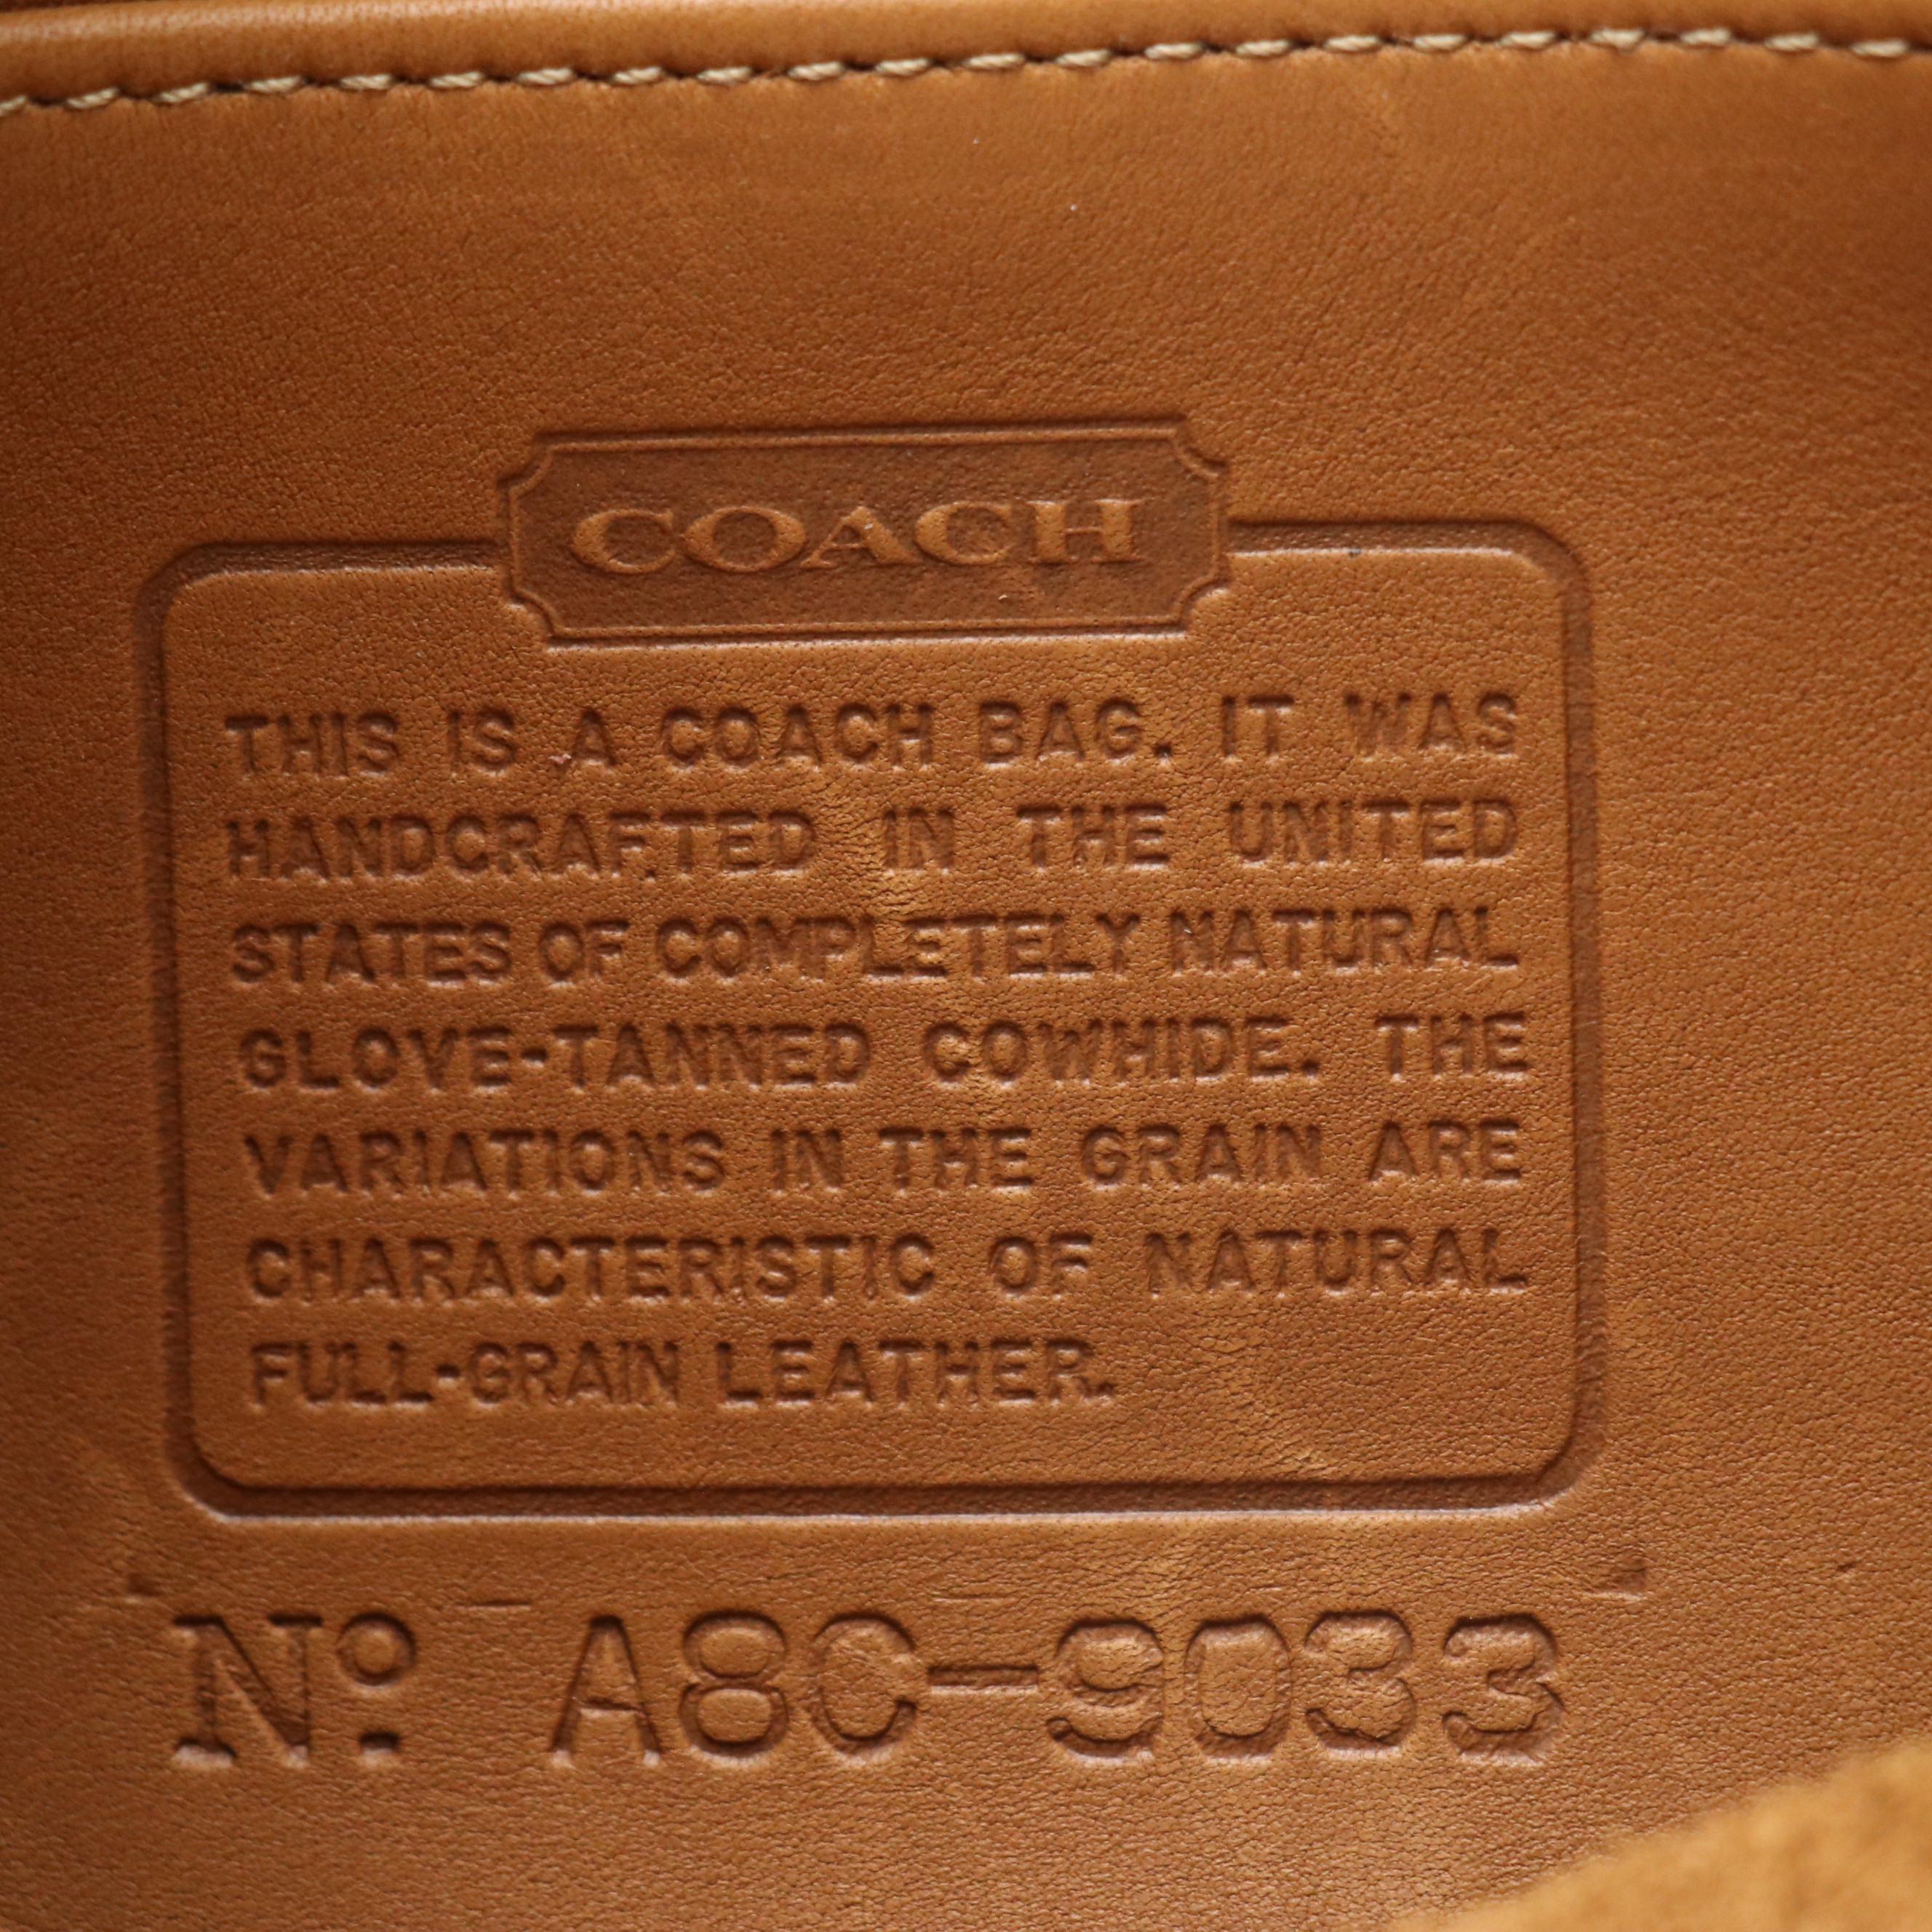 COACH
THIS IS A COACH BAG. IT WAS
HANDCRAFTED IN THE UNITED
STATES OF COMPLETELY NATURAL
GLOVE-TANNED COWHIDE. THE
VARIATIONS IN THE GRAIN ARE
CHARACTERISTIC OF NATURAL
FULL-GRAIN LEATHER.
Nº A8C-9033